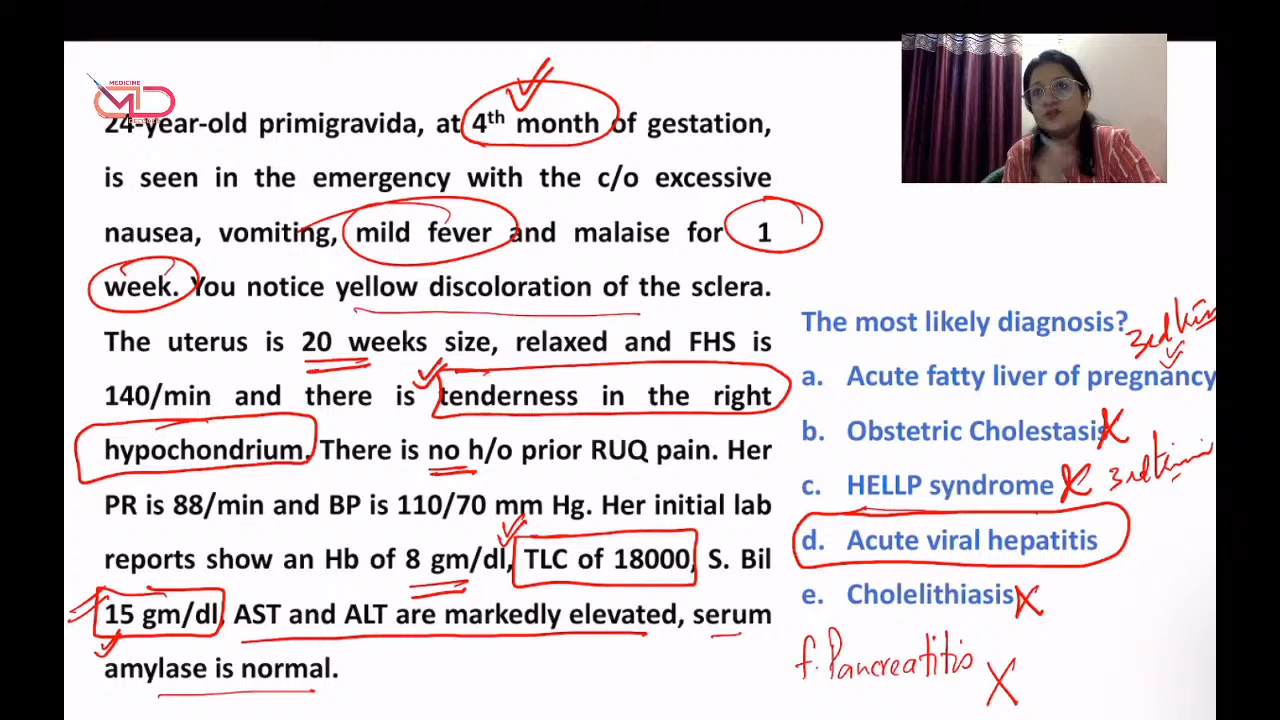 MEDICINE
MD
24-year-old primigravida, at 4th month of gestation,
is seen in the emergency with the c/o excessive
nausea, vomiting, mild fever and malaise for 1
week. You notice yellow discoloration of the sclera.
The uterus is 20 weeks size, relaxed and FHS is
140/min and there is tenderness in the right
hypochondrium. There is no h/o prior RUQ pain. Her
PR is 88/min and BP is 110/70 mm Hg. Her initial lab
reports show an Hb of 8 gm/dl, TLC of 18000, S. Bil
15 gm/dl, AST and ALT are markedly elevated, serum
amylase is normal.
The most likely diagnosis?
3rd
a. Acute fatty liver of pregnancy
b. Obstetric Cholestasis
c. HELLP syndrome 3rd
d. Acute viral hepatitis
e. Cholelithiasis
f. Pancreatitis